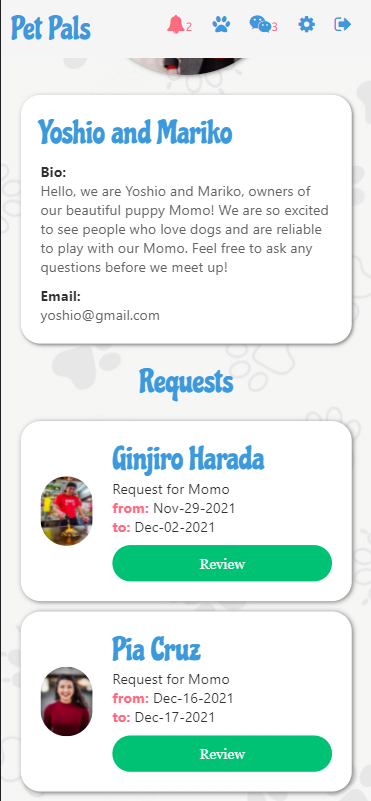 Pet Pals
2
3
Yoshio and Mariko
Bio:
Hello, we are Yoshio and Mariko, owners of
our beautiful puppy Momo! We are so excited
to see people who love dogs and are reliable
to play with our Momo. Feel free to ask any
questions before we meet up!
Email:
yoshio@gmail.com
Requests
Ginjiro Harada
Request for Momo
from: Nov-29-2021
to: Dec-02-2021
Review
Pia Cruz
Request for Momo
from: Dec-16-2021
to: Dec-17-2021
Review